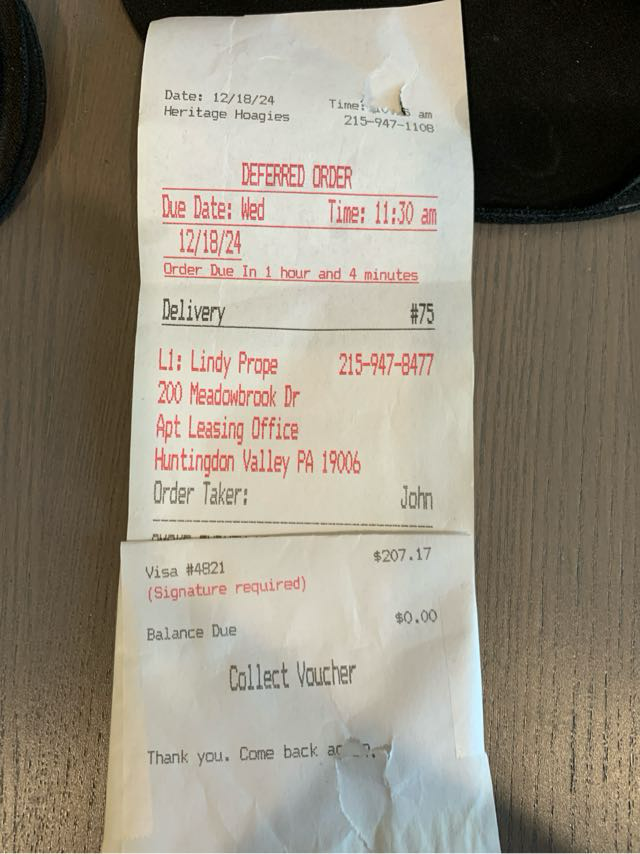 Date: 12/18/24 Time: am
Heritage Hoagies 215-947-1108
DEFERRED ORDER
Due Date: Wed Time: 11:30 am
12/18/24
Order Due In 1 hour and 4 minutes
Delivery #75
L1: Lindy Prope 215-947-8477
200 Meadowbrook Dr
Apt Leasing Office
Huntingdon Valley PA 19006
Order Taker: John
Visa #4821 $207.17
(Signature required)
Balance Due $0.00
Collect Voucher
Thank you. Come back